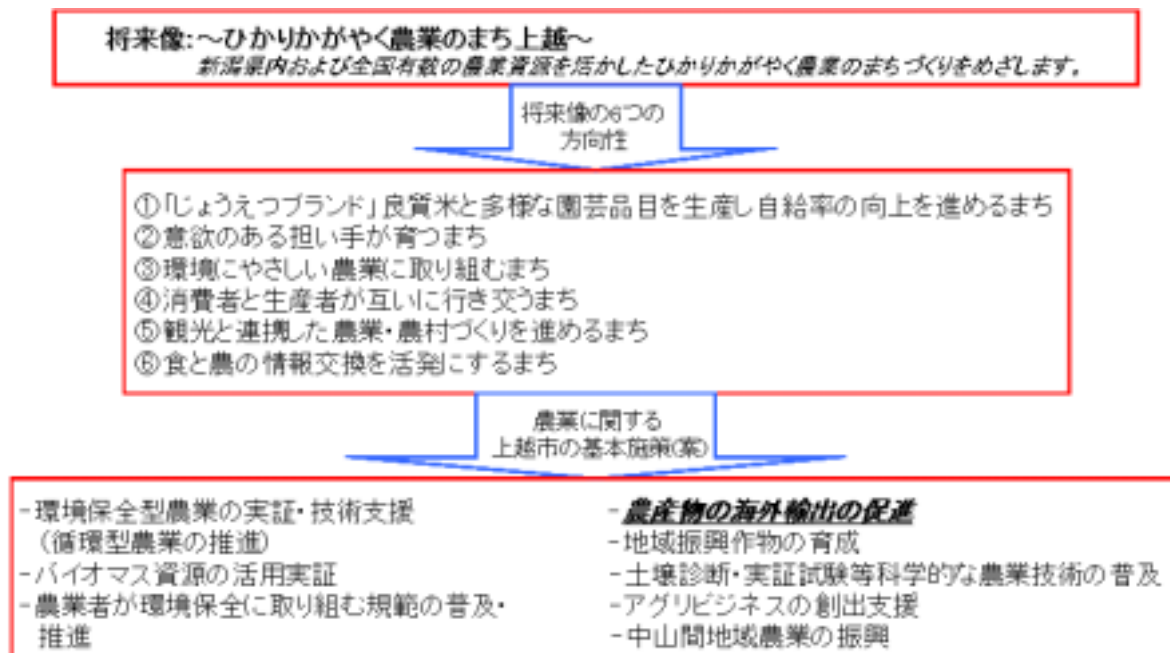 将来像:～ひかりかがやく農業のまち上越～
新潟県内および全国有数の農業資源を活かしたひかりかがやく農業のまちづくりをめざします。
将来像の6つの
方向性
①「じょうえつブランド」良質米と多様な園芸品目を生産し自給率の向上を進めるまち
②意欲のある担い手が育つまち
③環境にやさしい農業に取り組むまち
④消費者と生産者が互いに行き交うまち
⑤観光と連携した農業・農村づくりを進めるまち
⑥食と農の情報交換を活発にするまち
農業に関する
上越市の基本施策(案)
-環境保全型農業の実証・技術支援
(循環型農業の推進)
-バイオマス資源の活用実証
-農業者が環境保全に取り組む規範の普及・
推進
-農産物の海外輸出の促進
-地域振興作物の育成
-土壌診断・実証試験等科学的な農業技術の普及
-アグリビジネスの創出支援
-中山間地域農業の振興